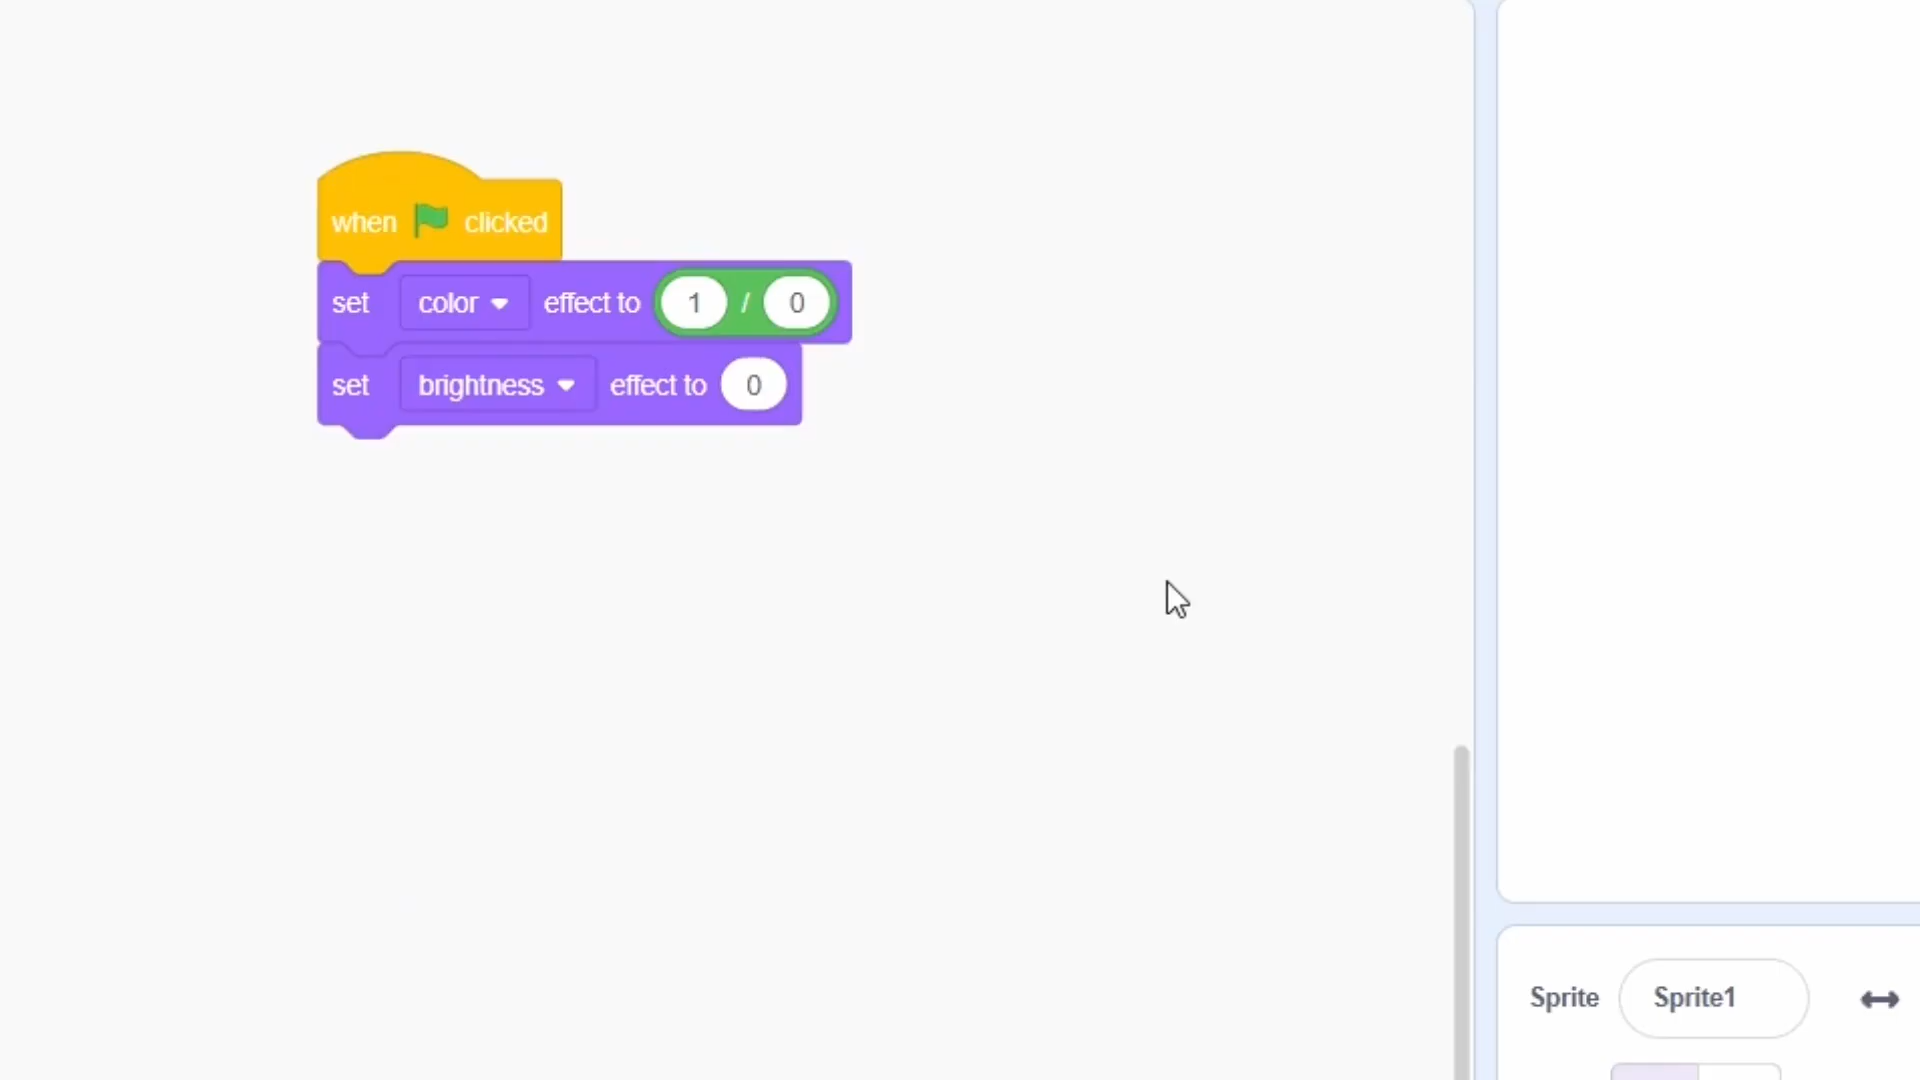 when clicked
set color effect to 1 / 0
set brightness effect to 0
Sprite Sprite1